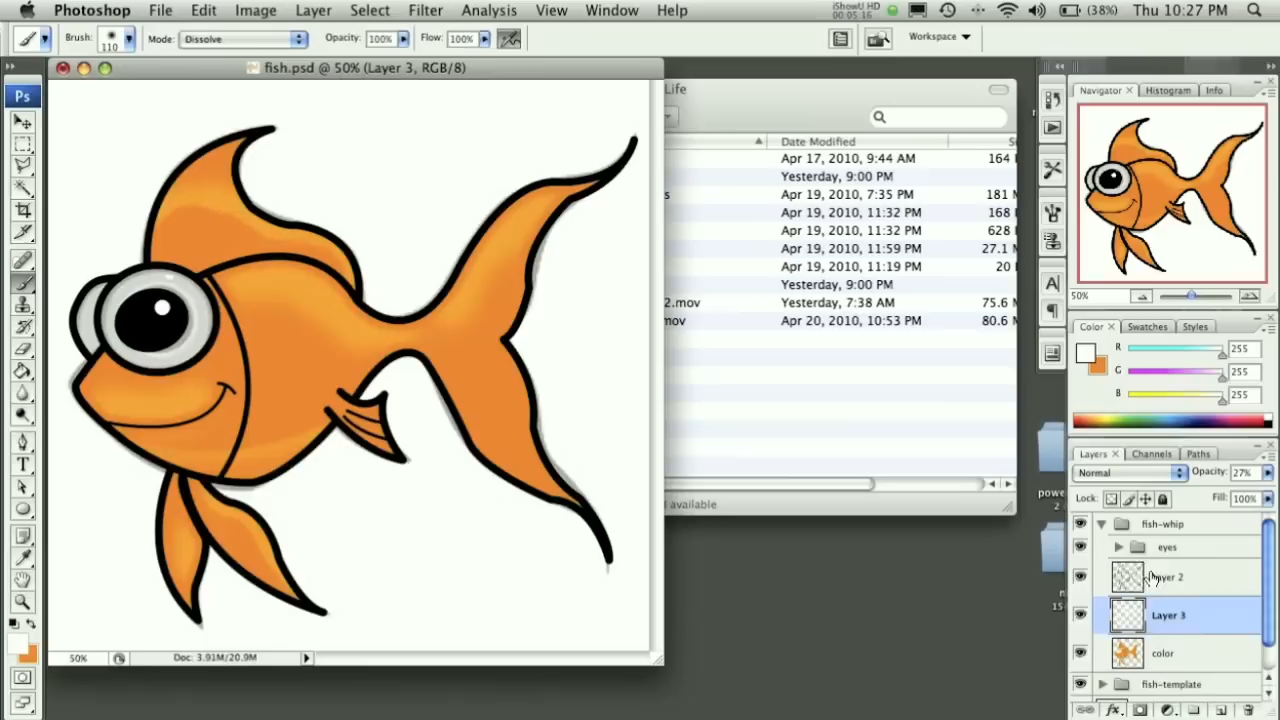 Photoshop File Edit Image Layer Select Filter Analysis View Window Help iShowU HD 00:05:16 (38%) Thu 10:27 PM
Brush: 110 Mode: Dissolve Opacity: 100% Flow: 100% Workspace
fish.psd @ 50% (Layer 3, RGB/8)
Life
Date Modified
Apr 17, 2010, 9:44 AM 164
Yesterday, 9:00 PM
s Apr 19, 2010, 7:35 PM 181 M
Apr 19, 2010, 11:32 PM 168
Apr 19, 2010, 11:32 PM 628
Apr 19, 2010, 11:59 PM 27.1
Apr 19, 2010, 11:19 PM 20
Yesterday, 9:00 PM
2.mov Yesterday, 7:38 AM 75.6 M
mov Apr 20, 2010, 10:53 PM 80.6
available
50% Doc: 3.91M/20.9M
Ps
T
Navigator Histogram Info
50%
Color Swatches Styles
R 255
G 255
B 255
Layers Channels Paths
Normal Opacity: 27%
Lock: Fill: 100%
fish-whip
eyes
Layer 2
Layer 3
color
fish-template